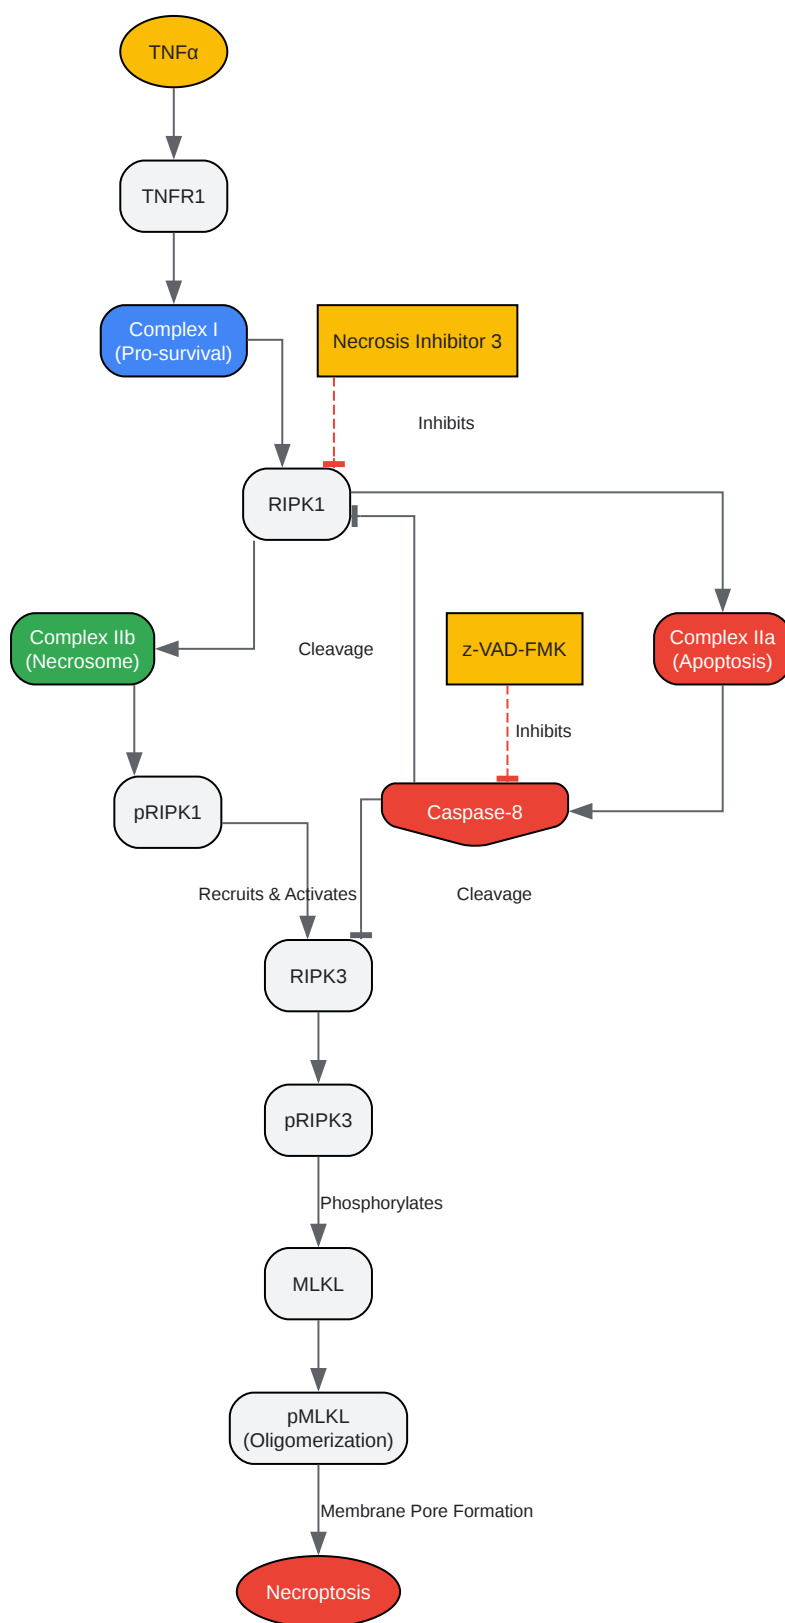 TNFα
TNFR1
Complex I
(Pro-survival)
Necrosis Inhibitor 3
Inhibits
RIPK1
Complex IIb
(Necrosome)
Cleavage
z-VAD-FMK
Complex IIa
(Apoptosis)
Inhibits
pRIPK1
Caspase-8
Recruits & Activates
Cleavage
RIPK3
pRIPK3
Phosphorylates
MLKL
pMLKL
(Oligomerization)
Membrane Pore Formation
Necroptosis